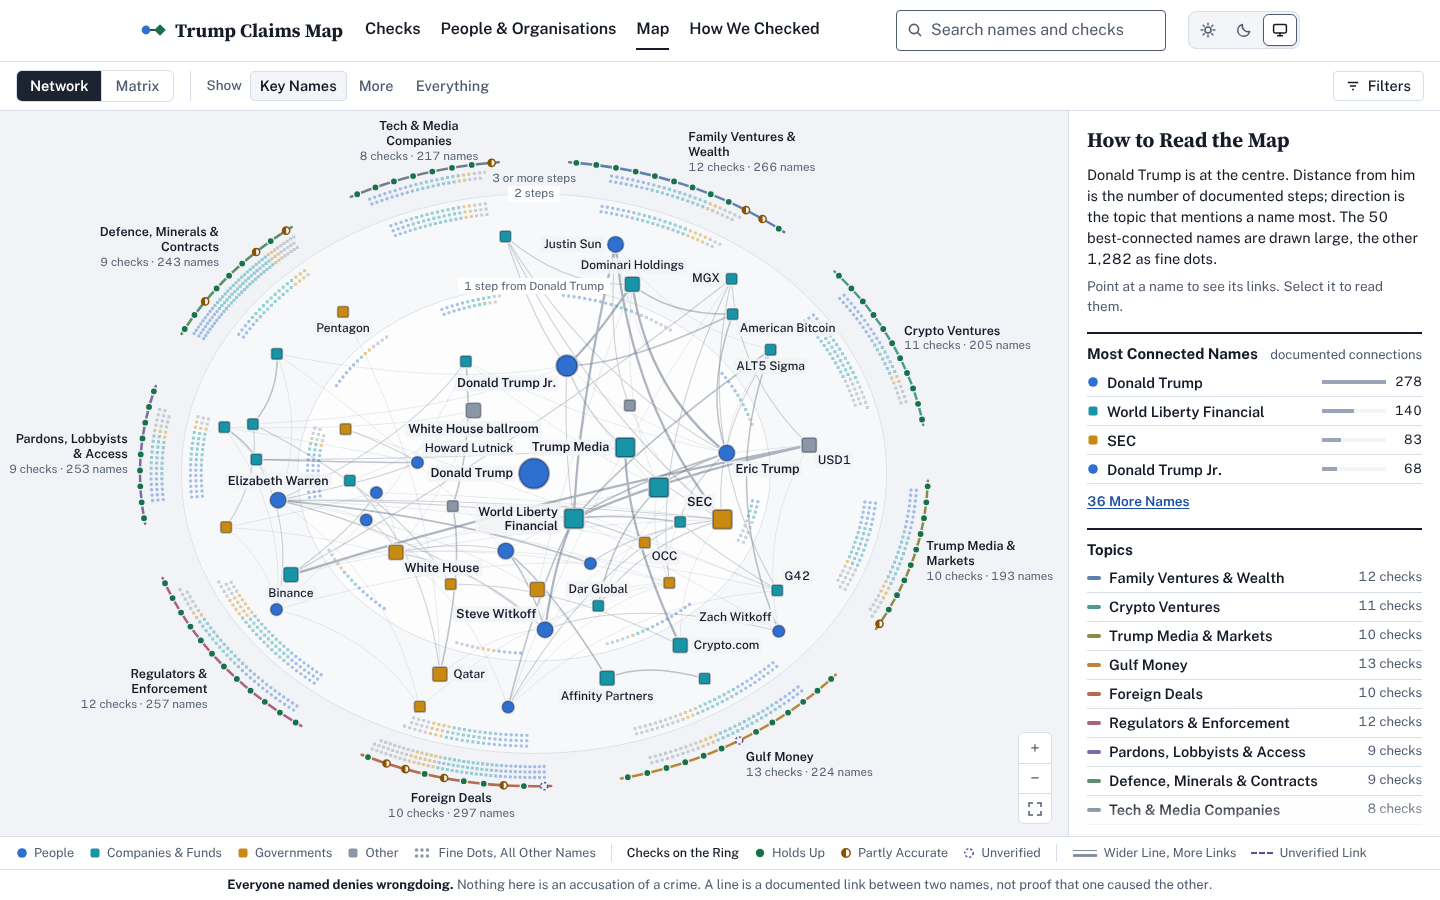 Trump Claims Map
Checks
People & Organisations
Map
How We Checked
Search names and checks
Network
Matrix
Show
Key Names
More
Everything
Filters
Tech & Media
Companies
8 checks · 217 names
Family Ventures &
Wealth
12 checks · 266 names
3 or more steps
2 steps
Defence, Minerals &
Contracts
9 checks · 243 names
Justin Sun
Dominari Holdings
MGX
1 step from Donald Trump
Pentagon
American Bitcoin
Crypto Ventures
11 checks · 205 names
ALT5 Sigma
Donald Trump Jr.
White House ballroom
Howard Lutnick
Trump Media
Pardons, Lobbyists
& Access
9 checks · 253 names
Donald Trump
Eric Trump
USD1
Elizabeth Warren
SEC
World Liberty
Financial
OCC
White House
Trump Media &
Markets
10 checks · 193 names
Binance
Dar Global
G42
Steve Witkoff
Zach Witkoff
Crypto.com
Regulators &
Enforcement
12 checks · 257 names
Qatar
Affinity Partners
Gulf Money
13 checks · 224 names
Foreign Deals
10 checks · 297 names
How to Read the Map
Donald Trump is at the centre. Distance from him
is the number of documented steps; direction is
the topic that mentions a name most. The 50
best-connected names are drawn large, the other
1,282 as fine dots.
Point at a name to see its links. Select it to read
them.
Most Connected Names documented connections
Donald Trump 278
World Liberty Financial 140
SEC 83
Donald Trump Jr. 68
36 More Names
Topics
Family Ventures & Wealth 12 checks
Crypto Ventures 11 checks
Trump Media & Markets 10 checks
Gulf Money 13 checks
Foreign Deals 10 checks
Regulators & Enforcement 12 checks
Pardons, Lobbyists & Access 9 checks
Defence, Minerals & Contracts 9 checks
Tech & Media Companies 8 checks
People
Companies & Funds
Governments
Other
Fine Dots, All Other Names
Checks on the Ring
Holds Up
Partly Accurate
Unverified
Wider Line, More Links
Unverified Link
Everyone named denies wrongdoing. Nothing here is an accusation of a crime. A line is a documented link between two names, not proof that one caused the other.